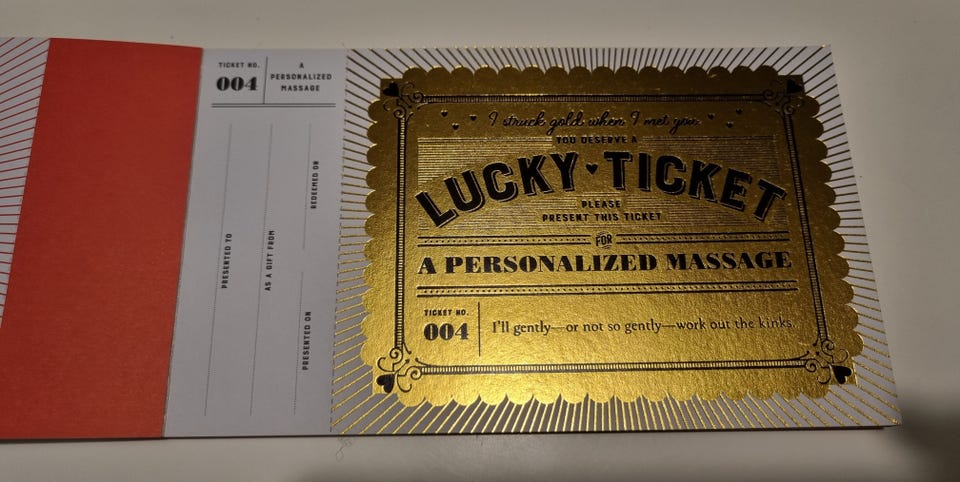 TICKET NO.
004
A
PERSONALIZED
MASSAGE
PRESENTED TO
AS A GIFT FROM
PRESENTED ON
REDEEMED ON
I struck gold when I met you.
YOU DESERVE A
LUCKY TICKET
PLEASE
PRESENT THIS TICKET
FOR
A PERSONALIZED MASSAGE
TICKET NO.
004
I'll gently—or not so gently—work out the kinks.